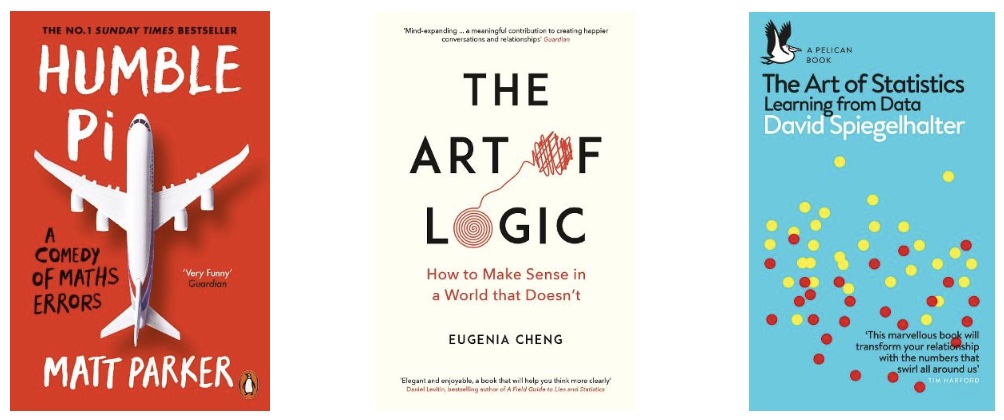 THE NO.1 SUNDAY TIMES BESTSELLER
HUMBLE
Pi
A
COMEDY
OF MATHS
ERRORS
'Very Funny'
Guardian
MATT PARKER
'Mind-expanding ... a meaningful contribution to creating happier
conversations and relationships' Guardian
THE
ART OF
LOGIC
How to Make Sense in
a World that Doesn't
EUGENIA CHENG
'Elegant and enjoyable, a book that will help you think more clearly'
Daniel Levitin, bestselling author of A Field Guide to Lies and Statistics
A PELICAN
BOOK
The Art of Statistics
Learning from Data
David Spiegelhalter
'This marvellous book will
transform your relationship
with the numbers that
swirl all around us'
TIM HARFORD